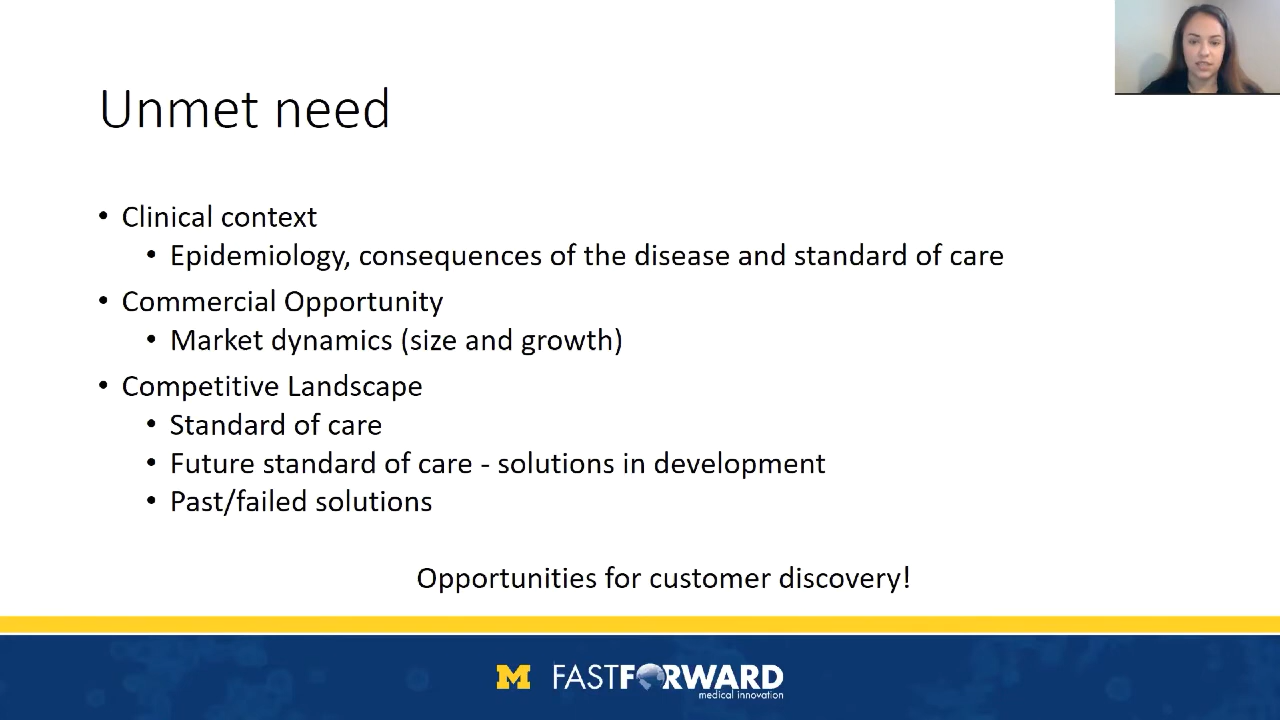 Unmet need
• Clinical context
• Epidemiology, consequences of the disease and standard of care
• Commercial Opportunity
• Market dynamics (size and growth)
• Competitive Landscape
• Standard of care
• Future standard of care - solutions in development
• Past/failed solutions
Opportunities for customer discovery!
M FASTFORWARD
medical innovation